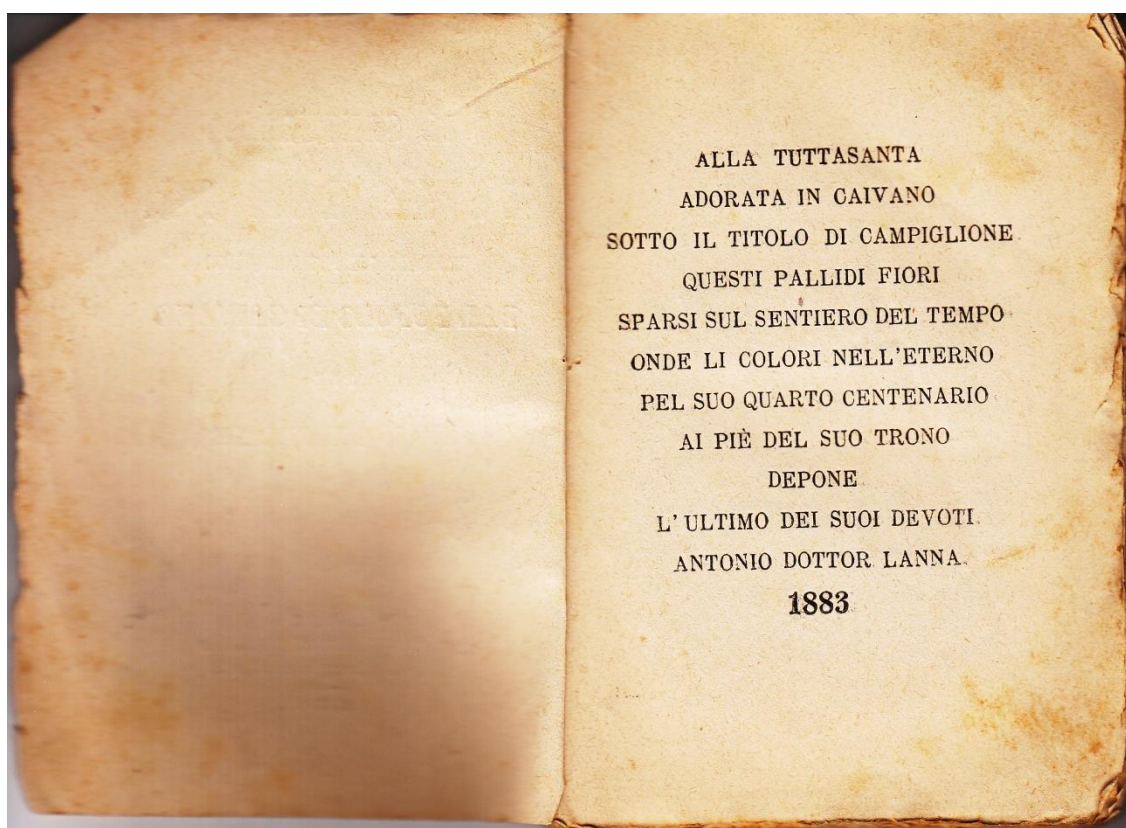 ALLA TUTTASANTA
ADORATA IN CAIVANO
SOTTO IL TITOLO DI CAMPIGLIONE
QUESTI PALLIDI FIORI
SPARSI SUL SENTIERO DEL TEMPO
ONDE LI COLORI NELL'ETERNO
PEL SUO QUARTO CENTENARIO
AI PIÈ DEL SUO TRONO
DEPONE
L'ULTIMO DEI SUOI DEVOTI
ANTONIO DOTTOR LANNA
1883